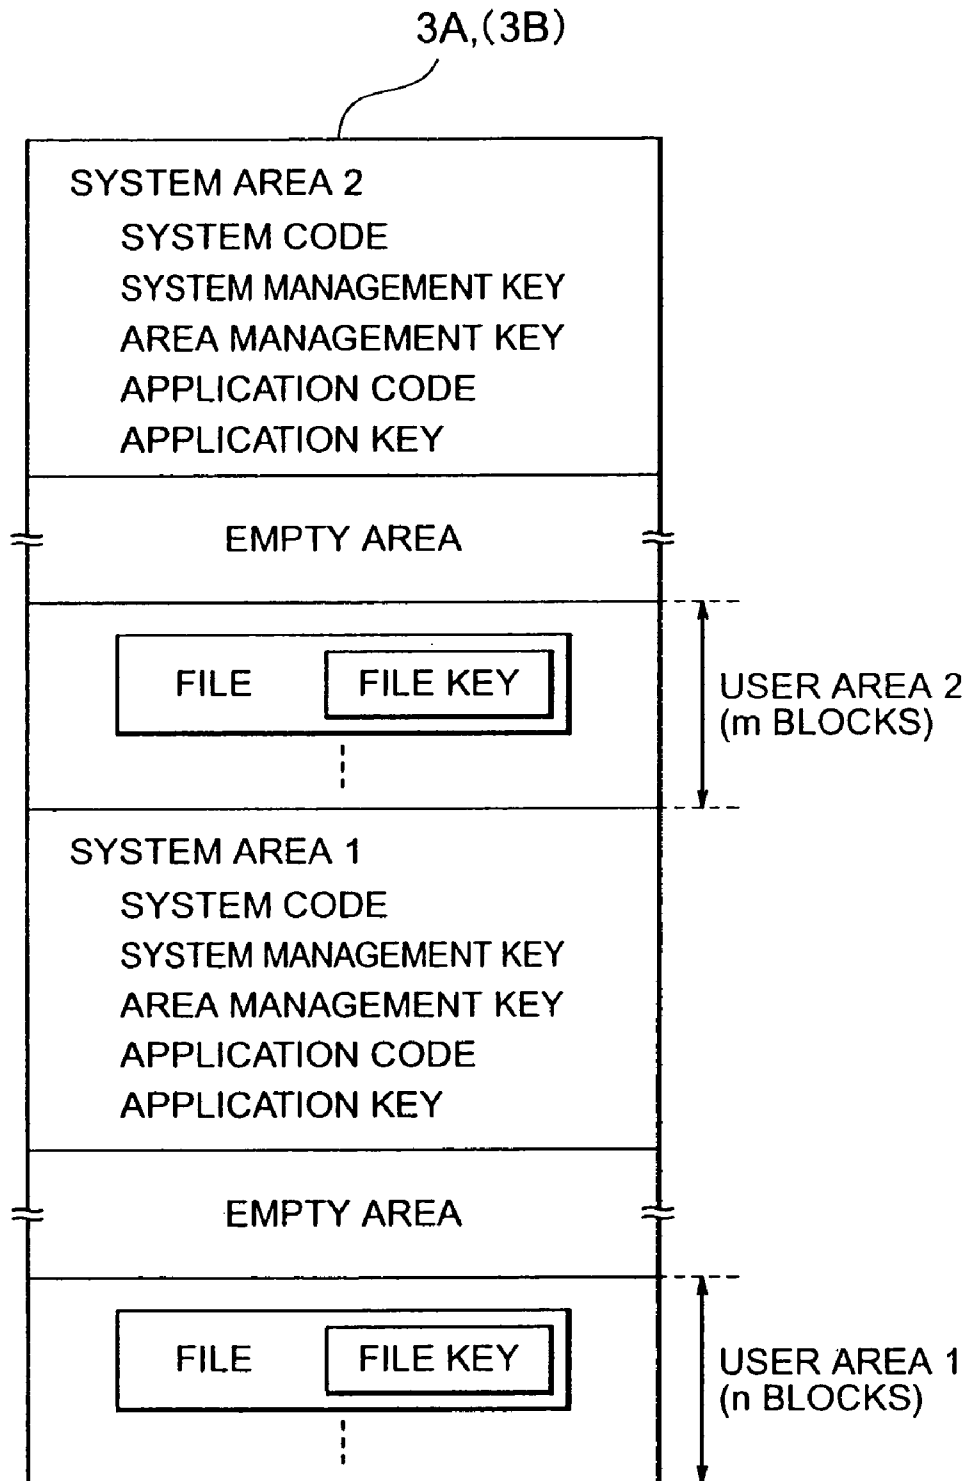 3A,(3B)
SYSTEM AREA 2
SYSTEM CODE
SYSTEM MANAGEMENT KEY
AREA MANAGEMENT KEY
APPLICATION CODE
APPLICATION KEY
EMPTY AREA
FILE
FILE KEY
USER AREA 2
(m BLOCKS)
SYSTEM AREA 1
SYSTEM CODE
SYSTEM MANAGEMENT KEY
AREA MANAGEMENT KEY
APPLICATION CODE
APPLICATION KEY
EMPTY AREA
FILE
FILE KEY
USER AREA 1
(n BLOCKS)